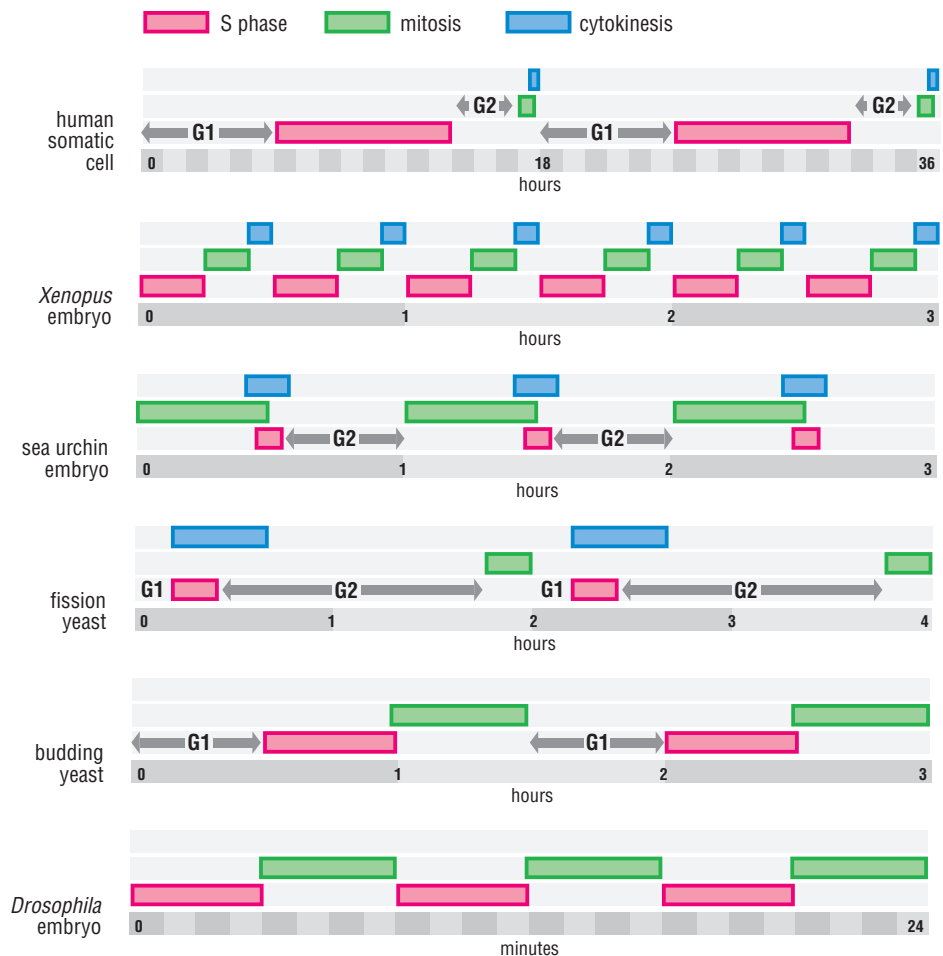 S phase mitosis cytokinesis
human
somatic
cell
G1 G2 G1 G2
0 18 36
hours
Xenopus
embryo
0 1 2 3
hours
sea urchin
embryo
G2 G2
0 1 2 3
hours
fission
yeast
G1 G2 G1 G2
0 1 2 3 4
hours
budding
yeast
G1 G1
0 1 2 3
hours
Drosophila
embryo
0 24
minutes